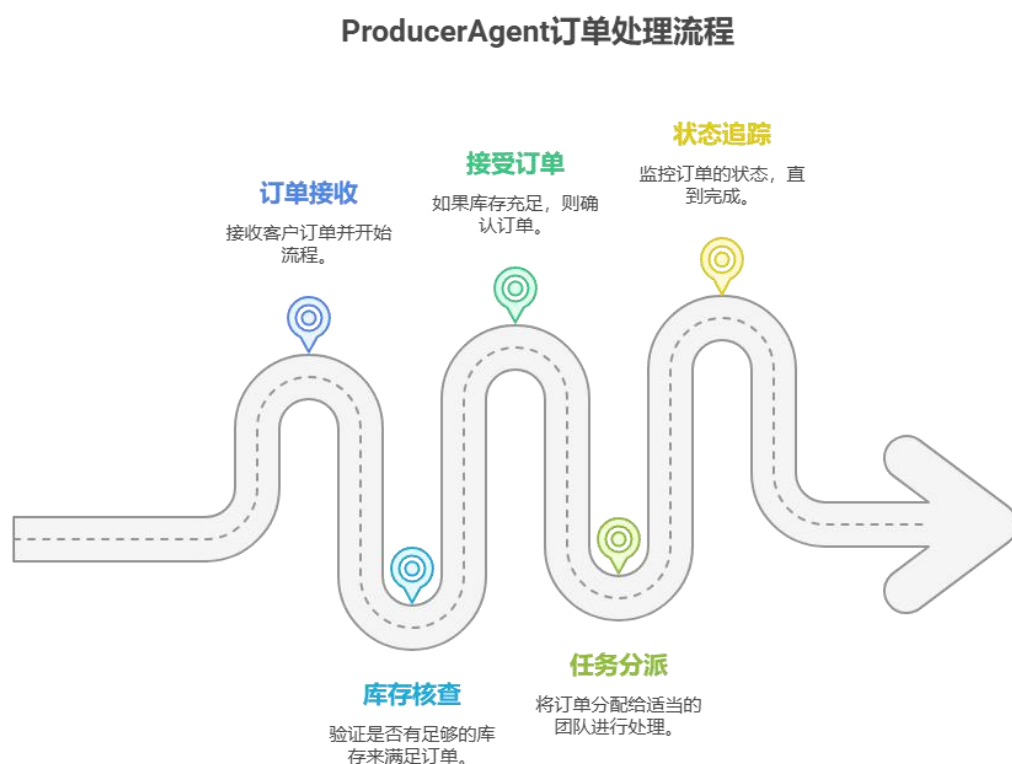 ProducerAgent订单处理流程
订单接收
接收客户订单并开始
流程。
库存核查
验证是否有足够的库
存来满足订单。
接受订单
如果库存充足，则确
认订单。
任务分派
将订单分配给适当的
团队进行处理。
状态追踪
监控订单的状态，直
到完成。